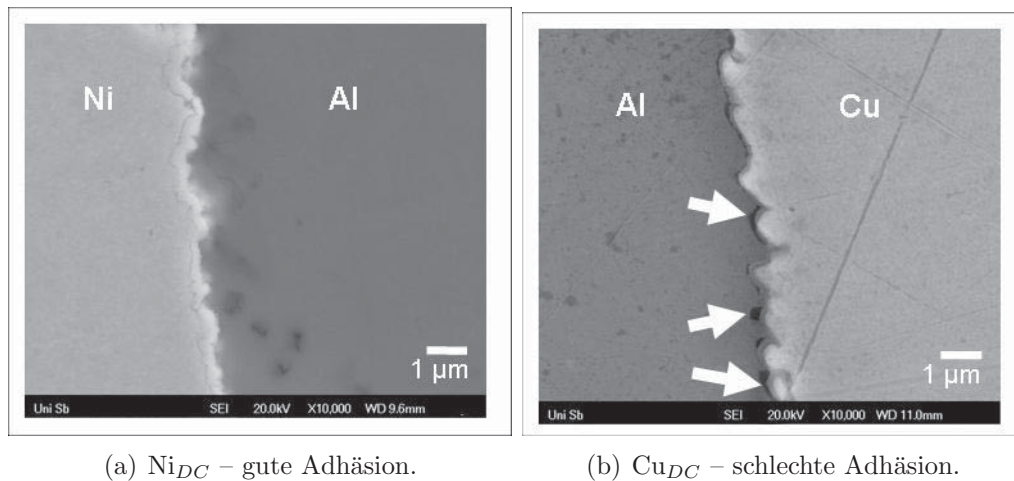 Ni Al
1 μm
Uni Sb SEI 20.0kV X10,000 WD 9.6mm
(a) Ni_DC – gute Adhäsion.
Al Cu
1 μm
Uni Sb SEI 20.0kV X10,000 WD 11.0mm
(b) Cu_DC – schlechte Adhäsion.